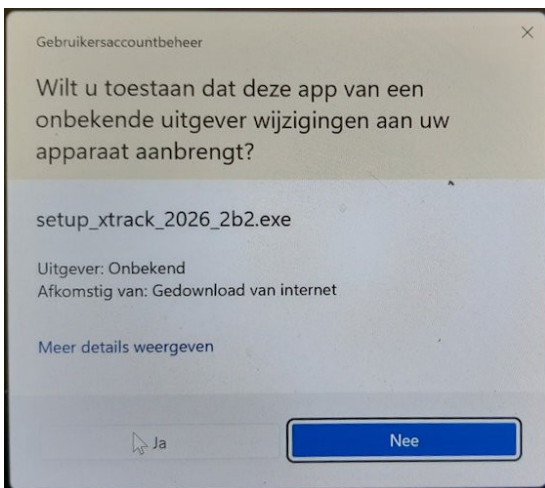 Gebruikersaccountbeheer
Wilt u toestaan dat deze app van een
onbekende uitgever wijzigingen aan uw
apparaat aanbrengt?
setup_xtrack_2026_2b2.exe
Uitgever: Onbekend
Afkomstig van: Gedownload van internet
Meer details weergeven
Ja
Nee